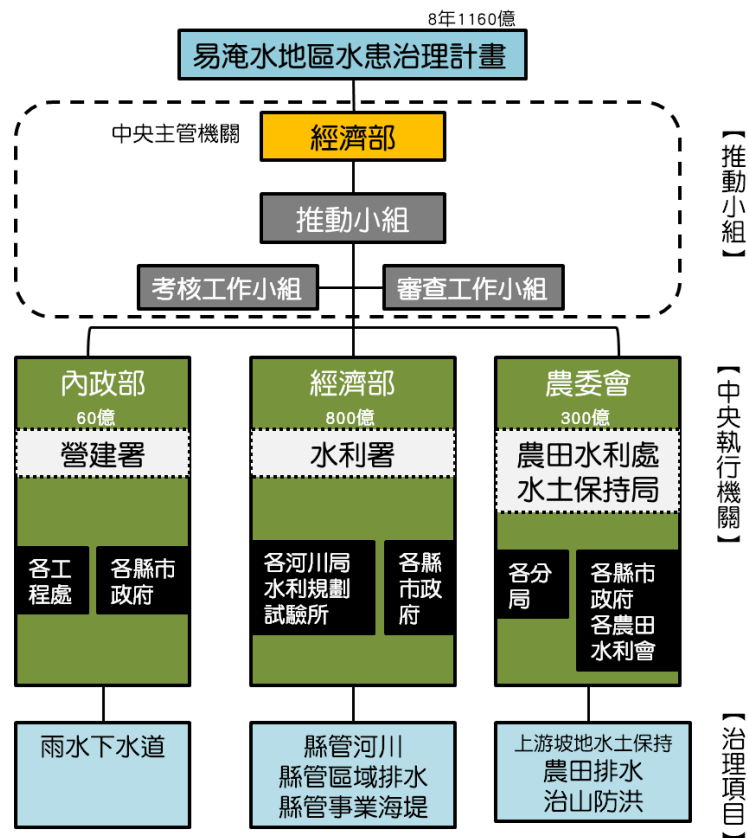 8年1160億
易淹水地區水患治理計畫
中央主管機關
經濟部
推動小組
考核工作小組
審查工作小組
【推動小組】
內政部
60億
營建署
各工
程處
各縣市
政府
經濟部
800億
水利署
各河川局
水利規劃
試驗所
各縣
市政
府
農委會
300億
農田水利處
水土保持局
各分
局
各縣市
政府
各農田
水利會
【中央執行機關】
雨水下水道
縣管河川
縣管區域排水
縣管事業海堤
上游坡地水土保持
農田排水
治山防洪
【治理項目】